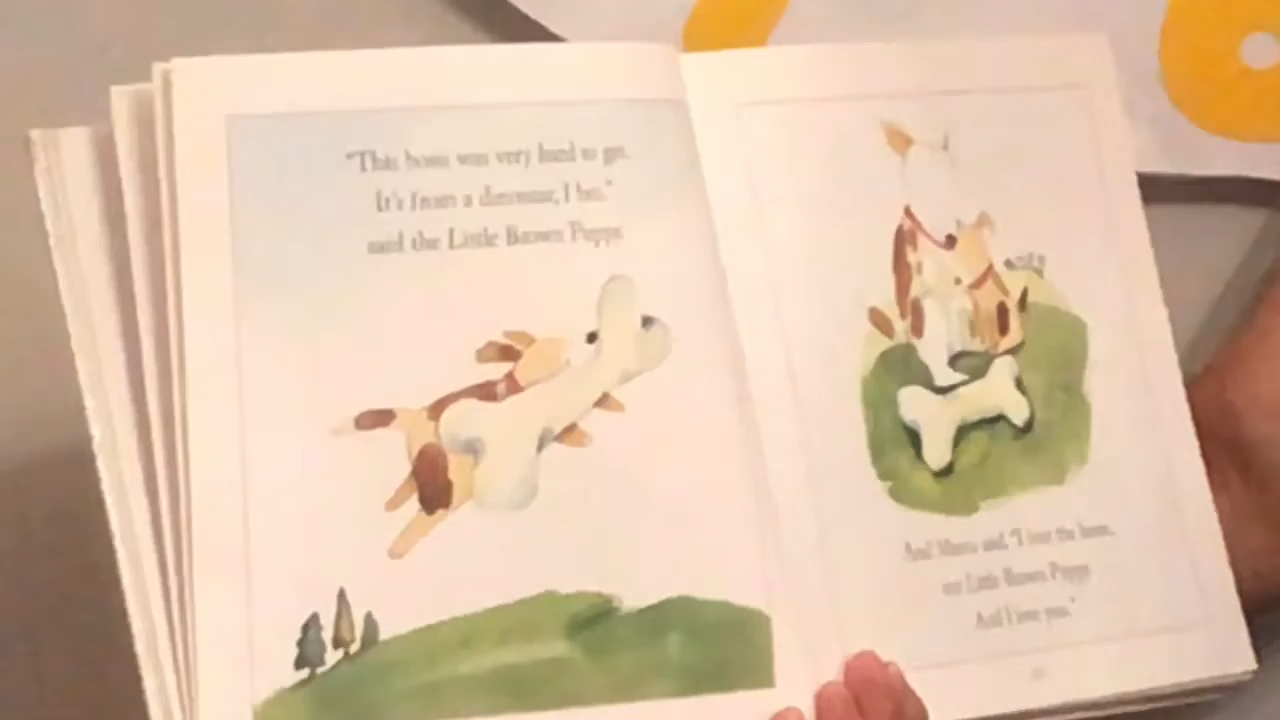 "This bone was very hard to get.
It's from a dinosaur, I bet."
said the Little Brown Puppy.
And Mama said, "I love the bone,
my Little Brown Puppy.
And I love you."